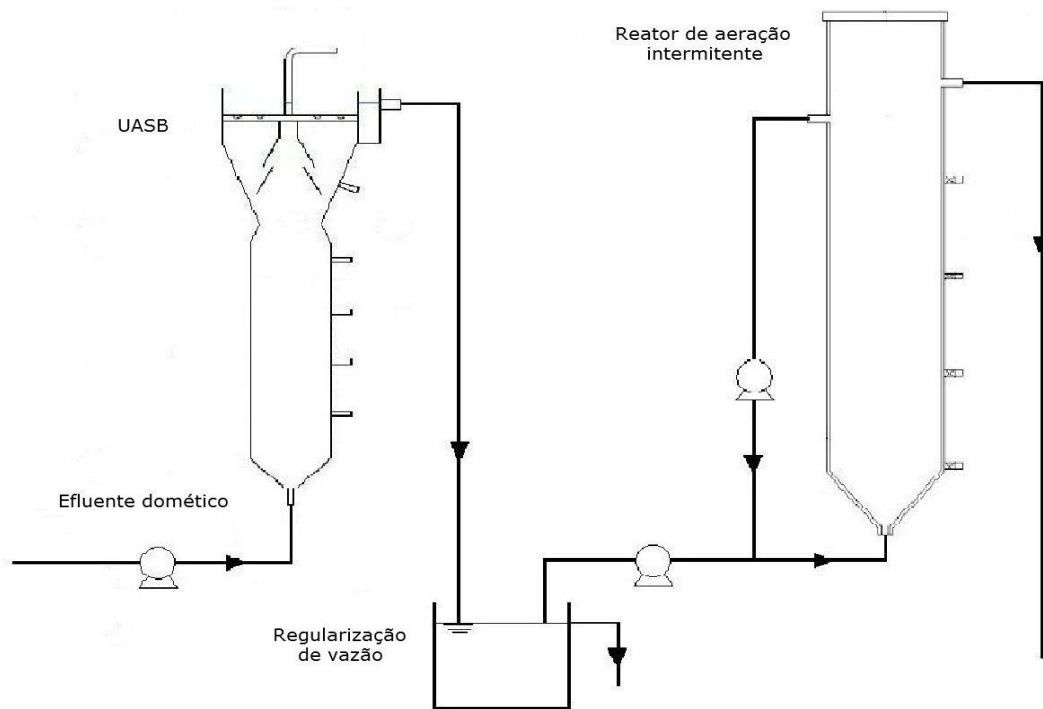 Reator de aeração
intermitente
UASB
Efluente domético
Regularização
de vazão